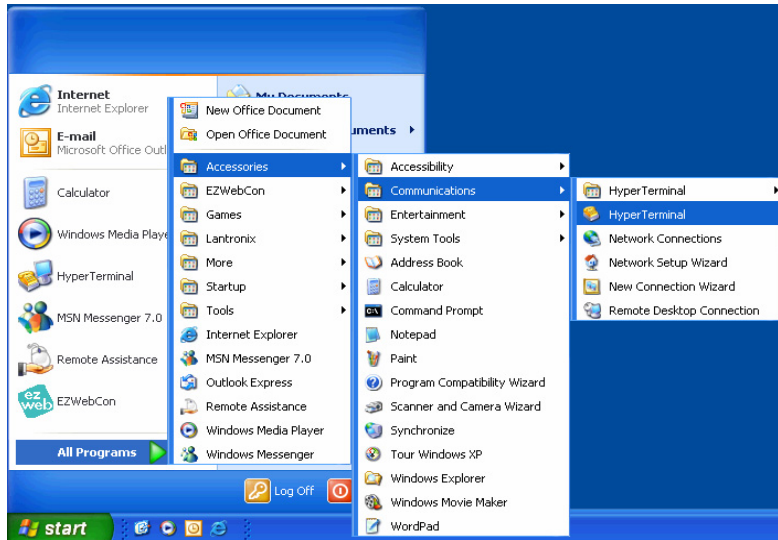 Internet
Internet Explorer
E-mail
Microsoft Office Outl
Calculator
Windows Media Playe
HyperTerminal
MSN Messenger 7.0
Remote Assistance
ez
web
EZWebCon
All Programs
My Documents
uments
New Office Document
Open Office Document
Accessories
EZWebCon
Games
Lantronix
More
Startup
Tools
Internet Explorer
MSN Messenger 7.0
Outlook Express
Remote Assistance
Windows Media Player
Windows Messenger
Accessibility
Communications
Entertainment
System Tools
Address Book
Calculator
Command Prompt
Notepad
Paint
Program Compatibility Wizard
Scanner and Camera Wizard
Synchronize
Tour Windows XP
Windows Explorer
Windows Movie Maker
WordPad
HyperTerminal
HyperTerminal
Network Connections
Network Setup Wizard
New Connection Wizard
Remote Desktop Connection
Log Off
start